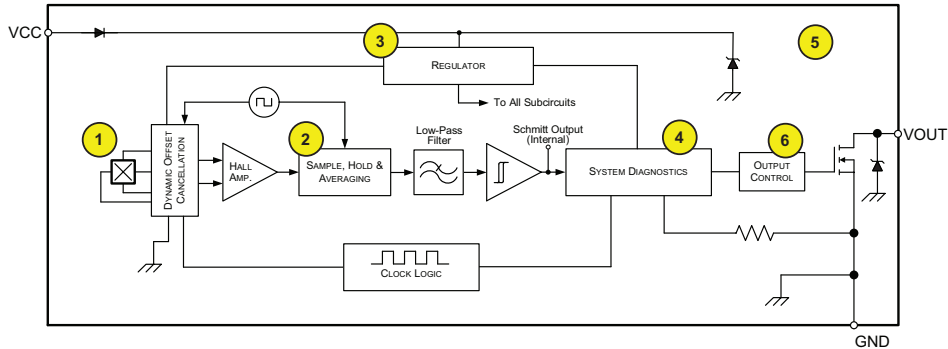 VCC
3
5
REGULATOR
To All Subcircuits
1
DYNAMIC OFFSET
CANCELLATION
HALL
AMP.
2
SAMPLE, HOLD &
AVERAGING
Low-Pass
Filter
Schmitt Output
(Internal)
4
SYSTEM DIAGNOSTICS
6
OUTPUT
CONTROL
VOUT
CLOCK LOGIC
GND